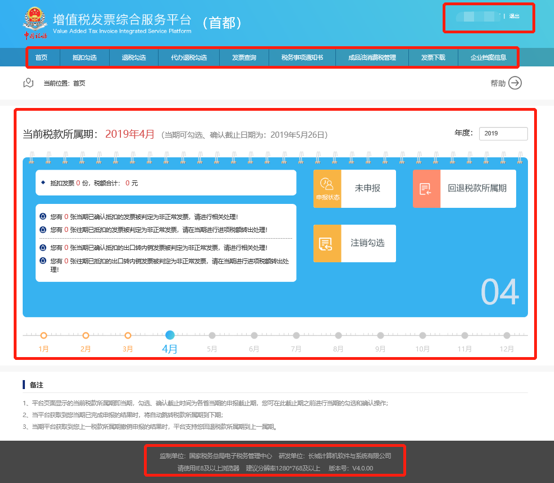 增值税发票综合服务平台 （首都）
Value Added Tax Invoice Integrated Service Platform
| 退出
首页 抵扣勾选 退税勾选 代办退税勾选 发票查询 税务事项通知书 成品油消费税管理 发票下载 企业档案信息
当前位置：首页
帮助
当前税款所属期： 2019年4月 （当期可勾选、确认截止日期为：2019年5月26日）
年度： 2019
抵扣发票 0 份，税额合计： 0 元
您有 0 张当期已确认抵扣的发票被判定为非正常发票，请进行相关处理!
您有 0 张往期已抵扣的发票被判定为非正常发票，请在当期进行进项税额转出处理!
您有 0 张当期已确认抵扣的出口转内销发票被判定为非正常发票，请进行相关处理!
您有 0 张往期已抵扣的出口转内销发票被判定为非正常发票，请在当期进行进项税额转出处理!
申报状态
未申报
回退税款所属期
注销勾选
04
1月 2月 3月 4月 5月 6月 7月 8月 9月 10月 11月 12月
备注
1、平台页面显示的当前税款所属期即当期，勾选、确认截止时间为各省当期的申报截止期，您可在此截止期之前进行当期的勾选和确认操作；
2、当平台获取到您当期已完成申报的结果时，将自动跳转税款所属期到下期；
3、当期平台获取到您上一税款所属期撤销申报的结果时，平台支持您回退税款所属期到上一属期。
监制单位：国家税务总局电子税务管理中心 研发单位：长城计算机软件与系统有限公司
请使用IE8及以上浏览器 建议分辨率1280*768及以上 版本号：V4.0.00